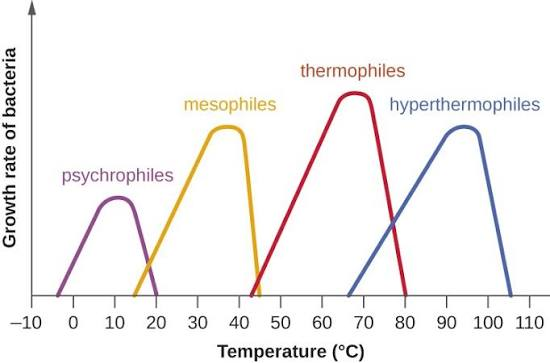 thermophiles
mesophiles
hyperthermophiles
psychrophiles
Growth rate of bacteria
–10 0 10 20 30 40 50 60 70 80 90 100 110
Temperature (°C)